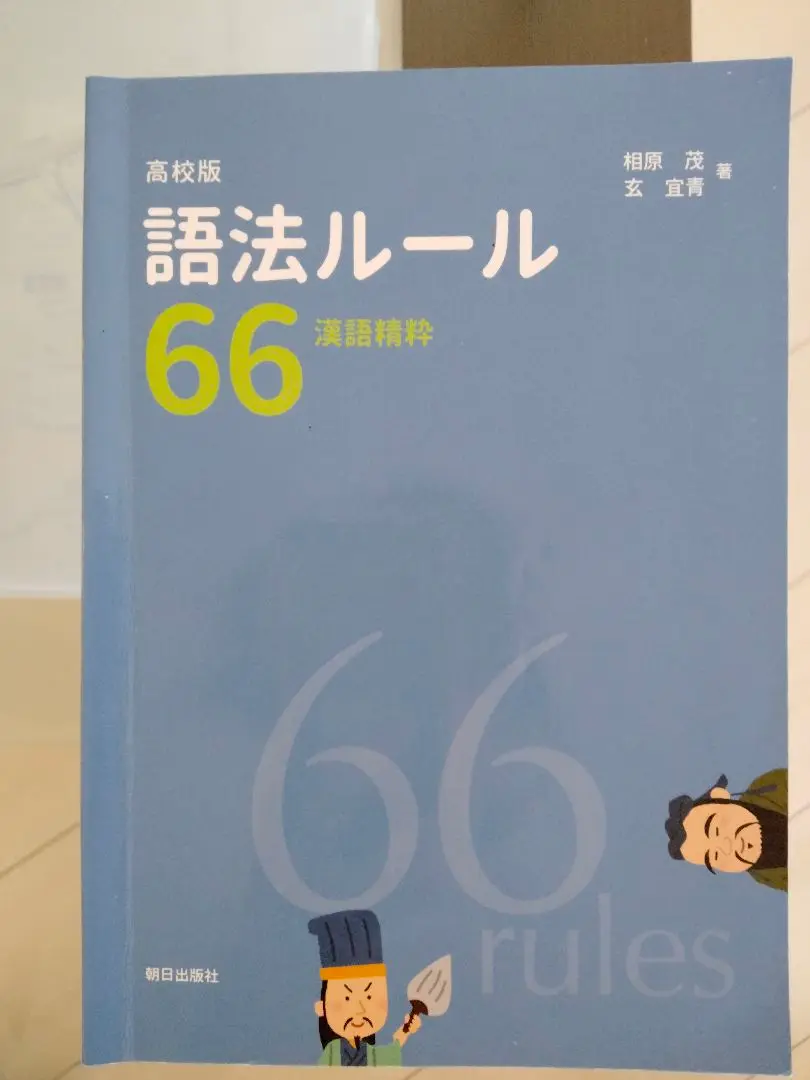 高校版
相原 茂
玄 宜青 著
語法ルール
66 漢語精粋
66
rules
朝日出版社